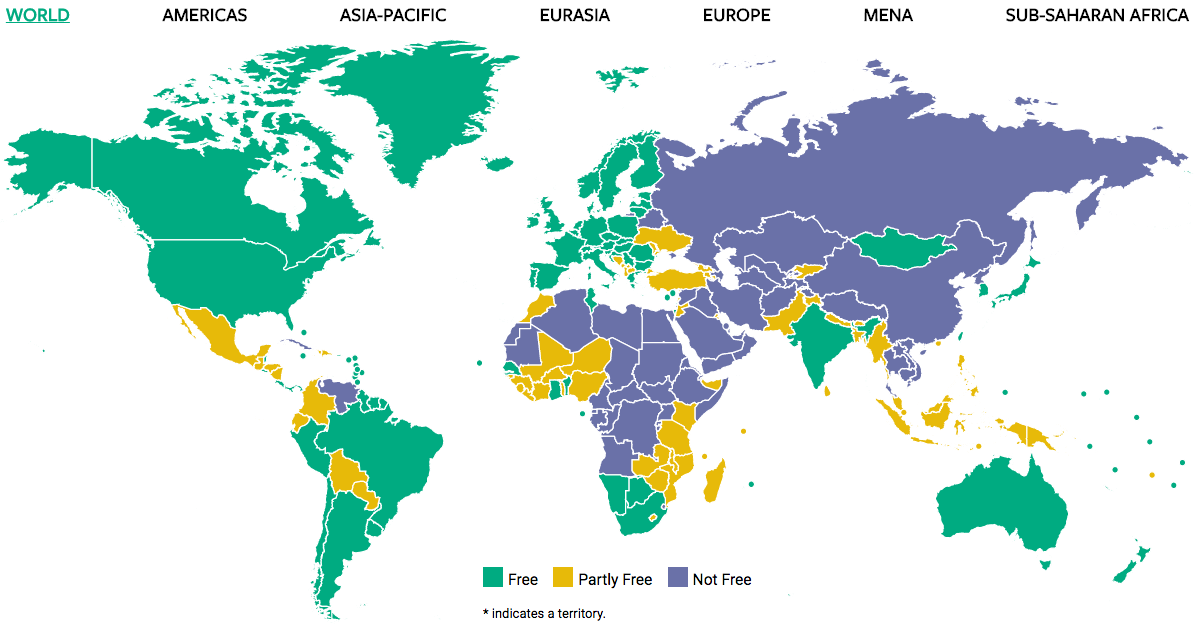 WORLD AMERICAS ASIA-PACIFIC EURASIA EUROPE MENA SUB-SAHARAN AFRICA
Free Partly Free Not Free
* indicates a territory.